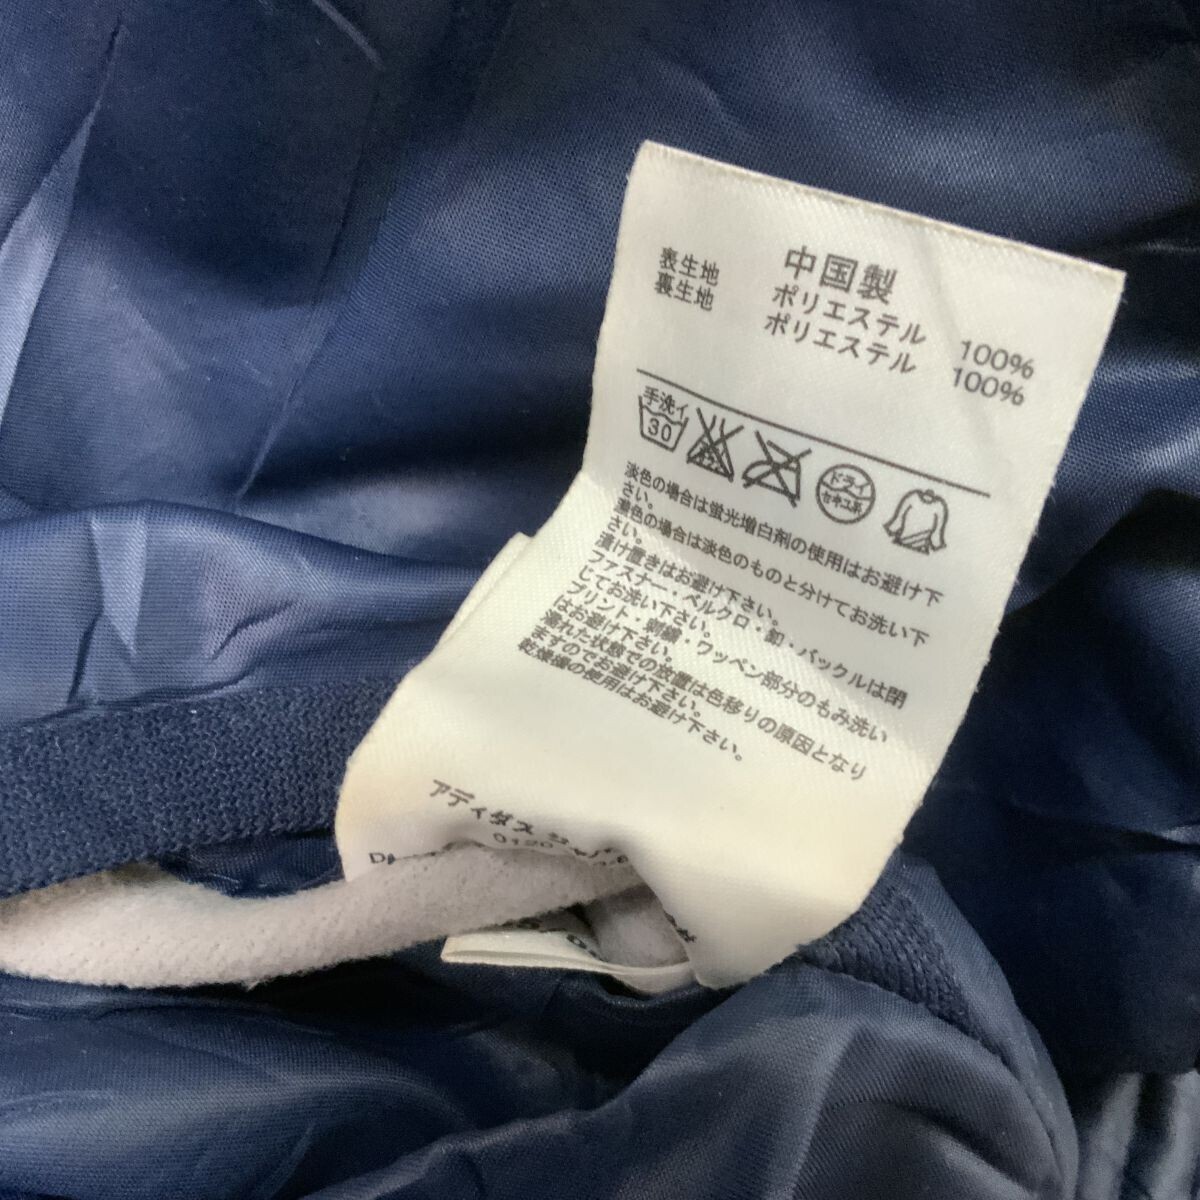 中国製
表生地 ポリエステル 100%
裏生地 ポリエステル 100%
手洗イ
30
ドライ
セキユ系
淡色の場合は蛍光増白剤の使用はお避け下
さい。
濃色の場合は淡色のものと分けてお洗い下
さい。
漬け置きはお避け下さい。
ファスナー・ベルクロ・釦・バックルは閉
じてお洗い下さい。
プリント・刺繍・ワッペン部分のもみ洗い
はお避け下さい。
濡れた状態での放置は色移りの原因となり
ますのでお避け下さい。
乾燥機の使用はお避け下さい。
アディダス
0120